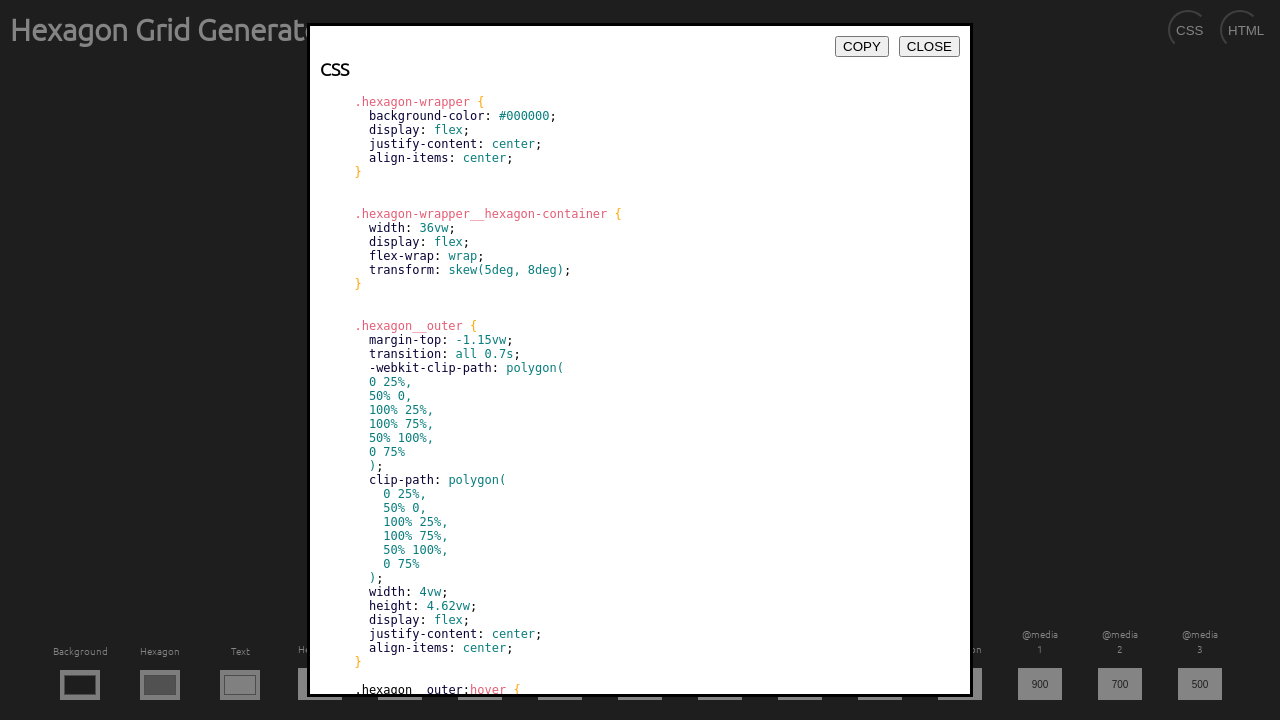 Hexagon Grid Generato
CSS
HTML
COPY
CLOSE
CSS
.hexagon-wrapper {
background-color: #000000;
display: flex;
justify-content: center;
align-items: center;
}
.hexagon-wrapper__hexagon-container {
width: 36vw;
display: flex;
flex-wrap: wrap;
transform: skew(5deg, 8deg);
}
.hexagon__outer {
margin-top: -1.15vw;
transition: all 0.7s;
-webkit-clip-path: polygon(
0 25%,
50% 0,
100% 25%,
100% 75%,
50% 100%,
0 75%
);
clip-path: polygon(
0 25%,
50% 0,
100% 25%,
100% 75%,
50% 100%,
0 75%
);
width: 4vw;
height: 4.62vw;
display: flex;
justify-content: center;
align-items: center;
}
.hexagon__outer:hover {
Background
Hexagon
Text
@media
1
@media
2
@media
3
900
700
500